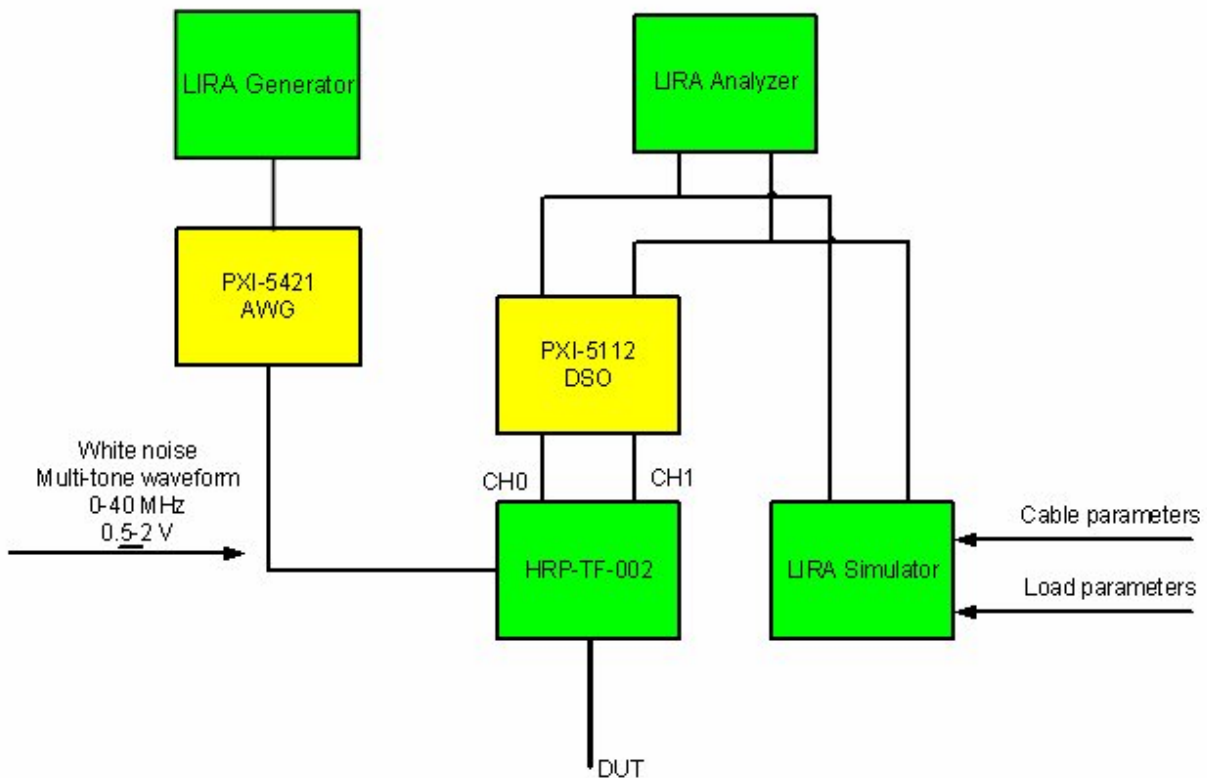 LIRA Generator
LIRA Analyzer
PXI-5421
AWG
PXI-5112
DSO
White noise
Multi-tone waveform
0-40 MHz
0.5-2 V
CH0
CH1
Cable parameters
HRP-TF-002
LIRA Simulator
Load parameters
DUT